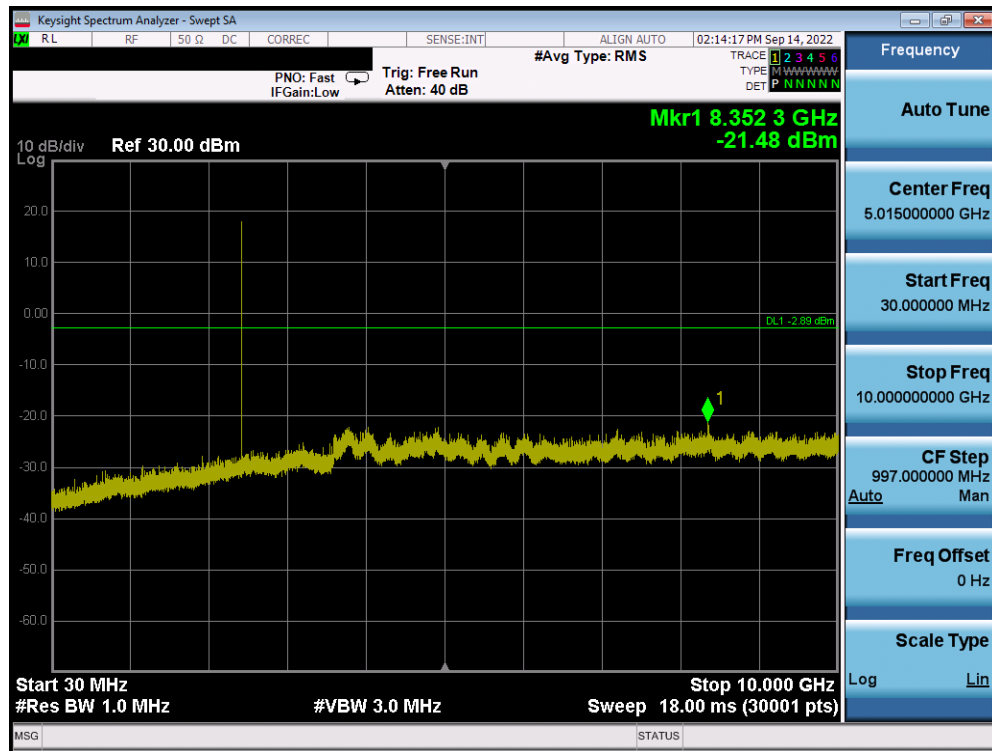 Keysight Spectrum Analyzer - Swept SA
LXI RL RF 50 Ω DC CORREC SENSE:INT ALIGN AUTO 02:14:17 PM Sep 14, 2022
Frequency
#Avg Type: RMS TRACE 1 2 3 4 5 6
PNO: Fast Trig: Free Run TYPE M WWWWW
IFGain:Low Atten: 40 dB DET P N N N N N
Auto Tune
Mkr1 8.352 3 GHz
10 dB/div Ref 30.00 dBm -21.48 dBm
Log
Center Freq
5.015000000 GHz
20.0
10.0
Start Freq
30.000000 MHz
0.00
DL1 -2.89 dBm
-10.0
Stop Freq
10.000000000 GHz
1
-20.0
CF Step
997.000000 MHz
Auto Man
-30.0
-40.0
Freq Offset
0 Hz
-50.0
-60.0
Scale Type
Log Lin
Start 30 MHz Stop 10.000 GHz
#Res BW 1.0 MHz #VBW 3.0 MHz Sweep 18.00 ms (30001 pts)
MSG STATUS